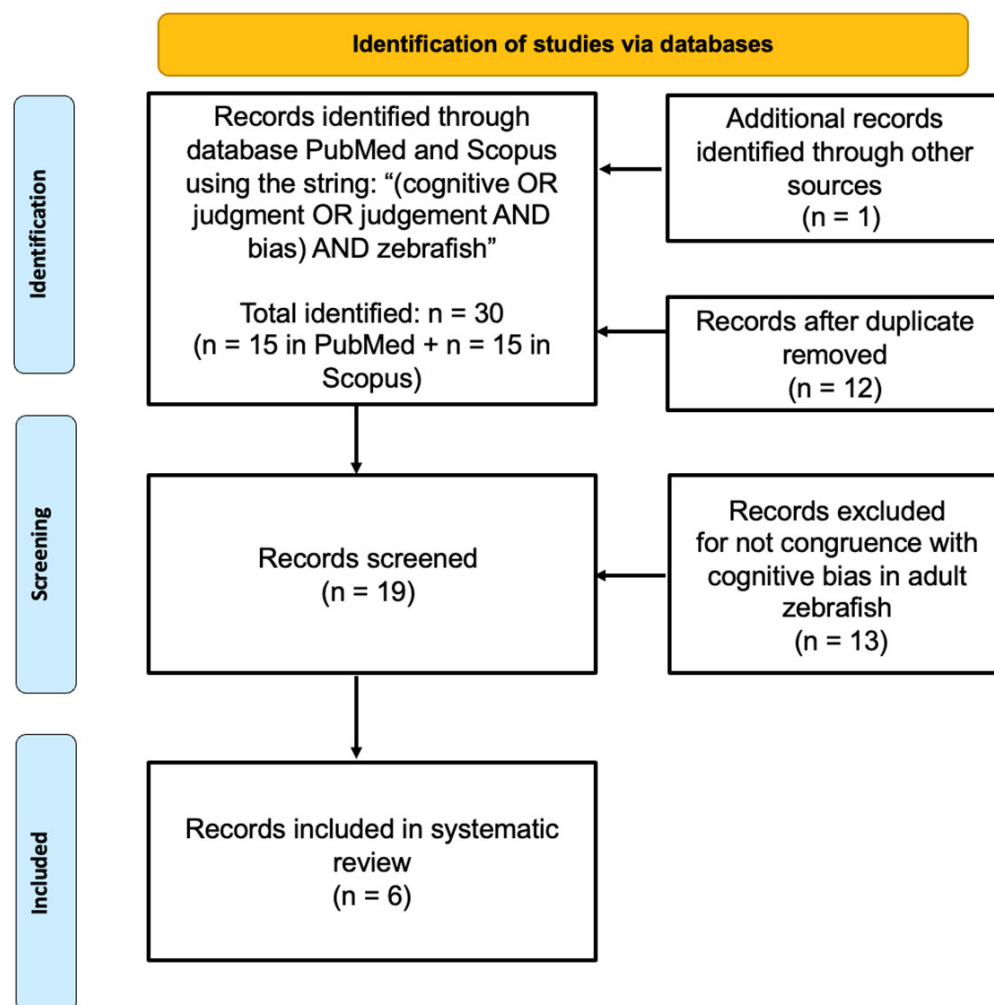 Identification of studies via databases
Identification
Records identified through
database PubMed and Scopus
using the string: “(cognitive OR
judgment OR judgement AND
bias) AND zebrafish”
Total identified: n = 30
(n = 15 in PubMed + n = 15 in
Scopus)
Additional records
identified through other
sources
(n = 1)
Records after duplicate
removed
(n = 12)
Screening
Records screened
(n = 19)
Records excluded
for not congruence with
cognitive bias in adult
zebrafish
(n = 13)
Included
Records included in systematic
review
(n = 6)